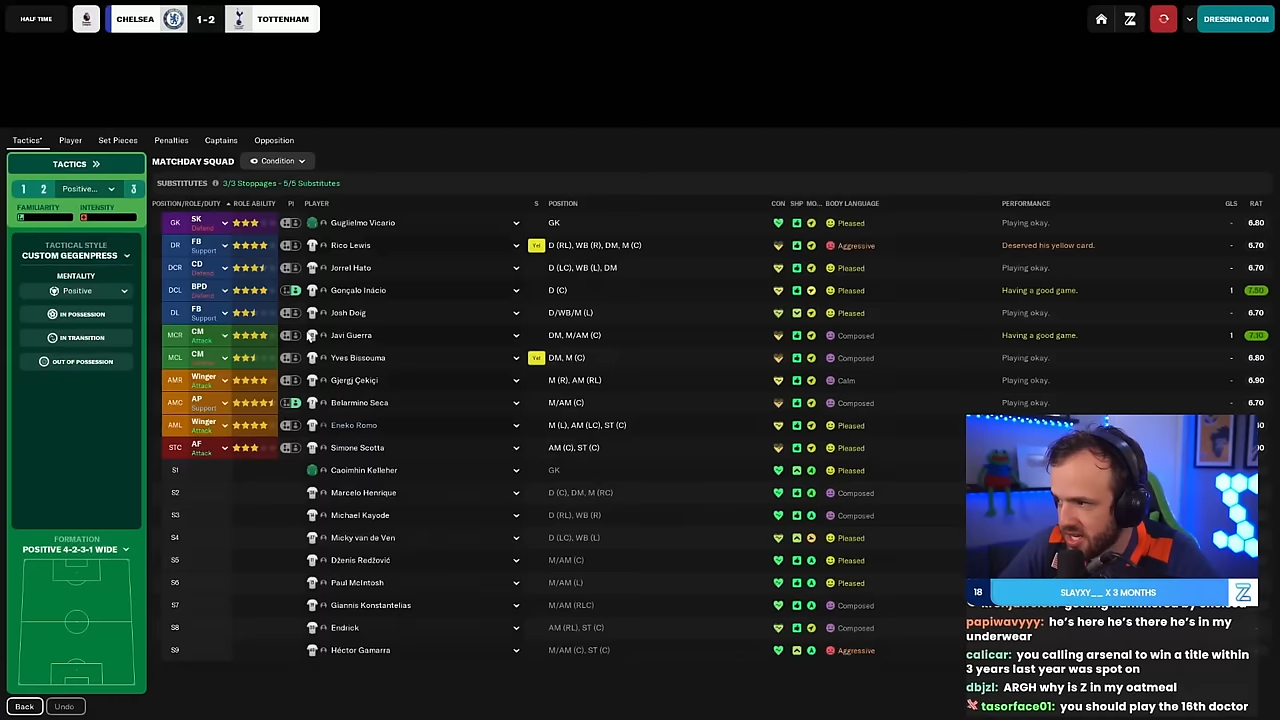 HALF TIME
CHELSEA
1-2
TOTTENHAM
DRESSING ROOM
Tactics* Player Set Pieces Penalties Captains Opposition
TACTICS
MATCHDAY SQUAD
Condition
1 2 Positive... 3
SUBSTITUTES 3/3 Stoppages - 5/5 Substitutes
FAMILIARITY INTENSITY
POSITION/ROLE/DUTY ROLE ABILITY PI PLAYER S POSITION CON SHP MO... BODY LANGUAGE PERFORMANCE GLS RAT
GK SK Defend Guglielmo Vicario GK Pleased Playing okay. - 6.80
DR FB Support Rico Lewis Yel D (RL), WB (R), DM, M (C) Aggressive Deserved his yellow card. - 6.70
DCR CD Defend Jorrel Hato D (LC), WB (L), DM Pleased Playing okay. - 6.70
DCL BPD Defend Gonçalo Inácio D (C) Pleased Having a good game. 1 7.50
DL FB Support Josh Doig D/WB/M (L) Pleased Playing okay. - 6.70
MCR CM Attack Javi Guerra DM, M/AM (C) Composed Having a good game. 1 7.10
MCL CM Yves Bissouma Yel DM, M (C) Composed Playing okay. - 6.80
AMR Winger Attack Gjergj Çekiçi M (R), AM (RL) Calm Playing okay. - 6.90
AMC AP Support Belarmino Seca M/AM (C) Composed Playing okay. - 6.70
AML Winger Attack Eneko Romo M (L), AM (LC), ST (C) Pleased
STC AF Attack Simone Scotta AM (C), ST (C) Pleased
S1 Caoimhin Kelleher GK Pleased
S2 Marcelo Henrique D (C), DM, M (RC) Composed
S3 Michael Kayode D (RL), WB (R) Composed
S4 Micky van de Ven D (LC), WB (L) Pleased
S5 Dženis Redžović M/AM (C) Pleased
S6 Paul McIntosh M/AM (L) Pleased
S7 Giannis Konstantelias M/AM (RLC) Composed
S8 Endrick AM (RL), ST (C) Composed
S9 Héctor Gamarra M/AM (C), ST (C) Aggressive
TACTICAL STYLE
CUSTOM GEGENPRESS
MENTALITY
Positive
IN POSSESSION
IN TRANSITION
OUT OF POSSESSION
FORMATION
POSITIVE 4-2-3-1 WIDE
Back Undo
18 SLAYXY__ X 3 MONTHS
papiwavyyy: he's here he's there he's in my
underwear
calicar: you calling arsenal to win a title within
3 years last year was spot on
dbjzl: ARGH why is Z in my oatmeal
tasorface01: you should play the 16th doctor